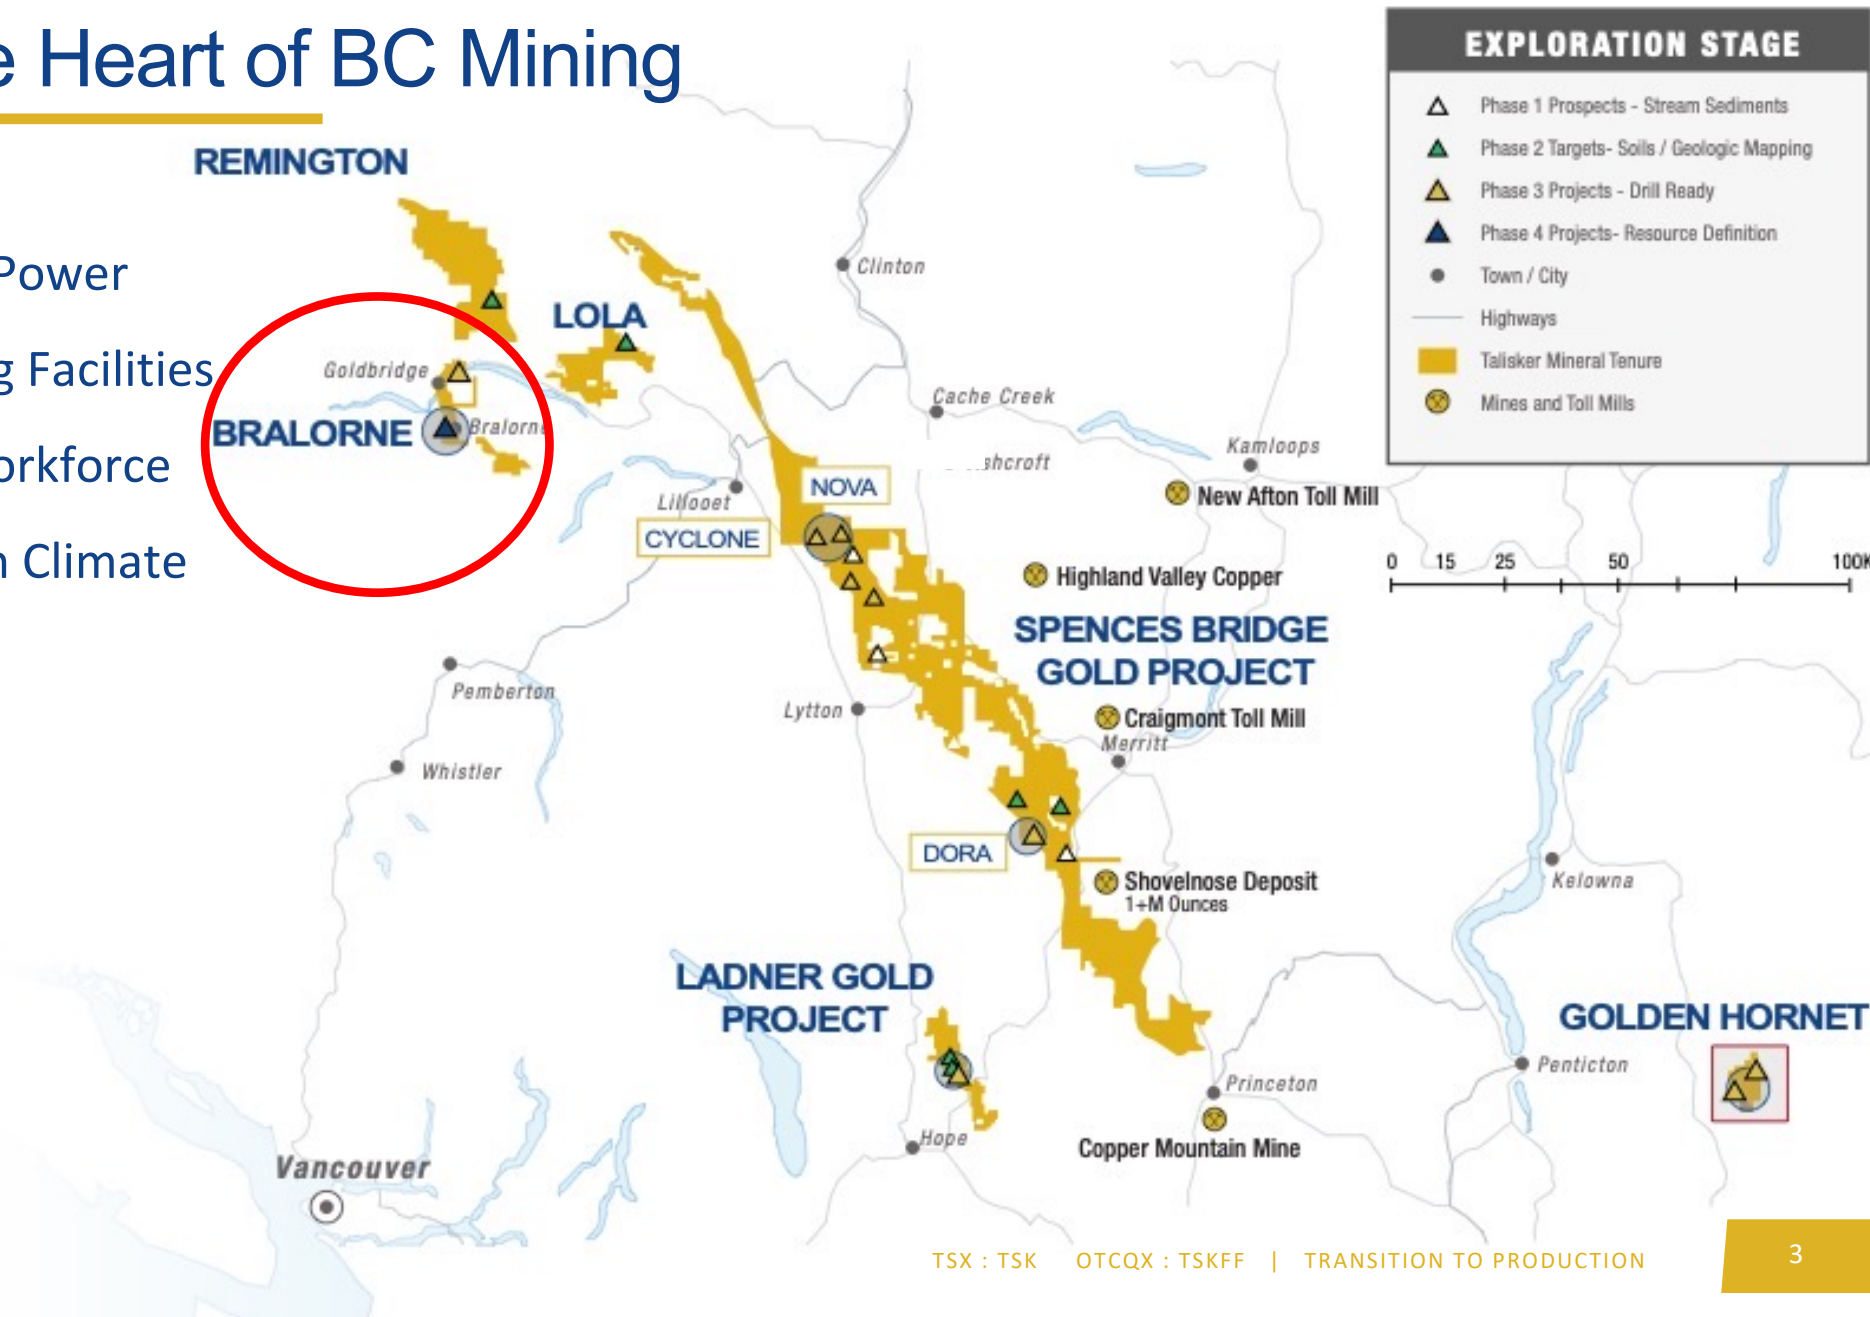 e Heart of BC Mining
Power
g Facilities
orkforce
n Climate
REMINGTON
LOLA
Goldbridge
BRALORNE
Bralorne
Clinton
Cache Creek
shcroft
Kamloops
New Afton Toll Mill
NOVA
Lillooet
CYCLONE
Highland Valley Copper
SPENCES BRIDGE
GOLD PROJECT
Pemberton
Lytton
Craigmont Toll Mill
Merritt
Whistler
DORA
Shovelnose Deposit
1+M Ounces
Kelowna
LADNER GOLD
PROJECT
GOLDEN HORNET
Penticton
Princeton
Hope
Copper Mountain Mine
Vancouver
EXPLORATION STAGE
Phase 1 Prospects - Stream Sediments
Phase 2 Targets- Soils / Geologic Mapping
Phase 3 Projects - Drill Ready
Phase 4 Projects- Resource Definition
Town / City
Highways
Talisker Mineral Tenure
Mines and Toll Mills
0 15 25 50 100K
TSX : TSK OTCQX : TSKFF | TRANSITION TO PRODUCTION
3